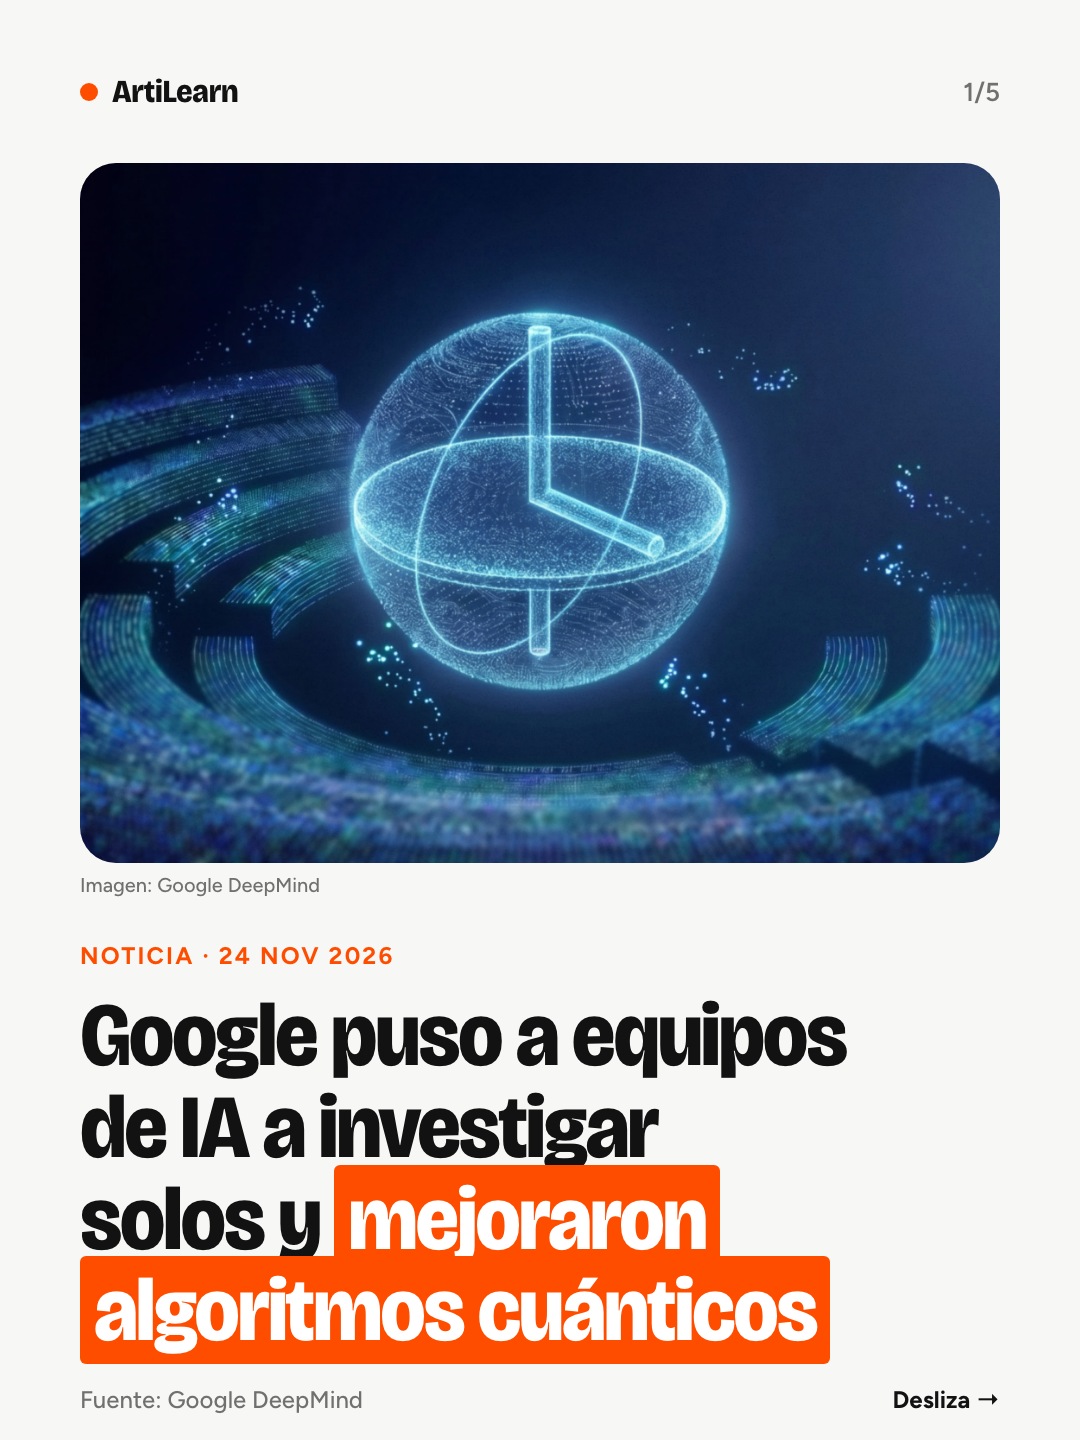 ArtiLearn
1/5
Imagen: Google DeepMind
NOTICIA · 24 NOV 2026
Google puso a equipos
de IA a investigar
solos y mejoraron
algoritmos cuánticos
Fuente: Google DeepMind
Desliza →